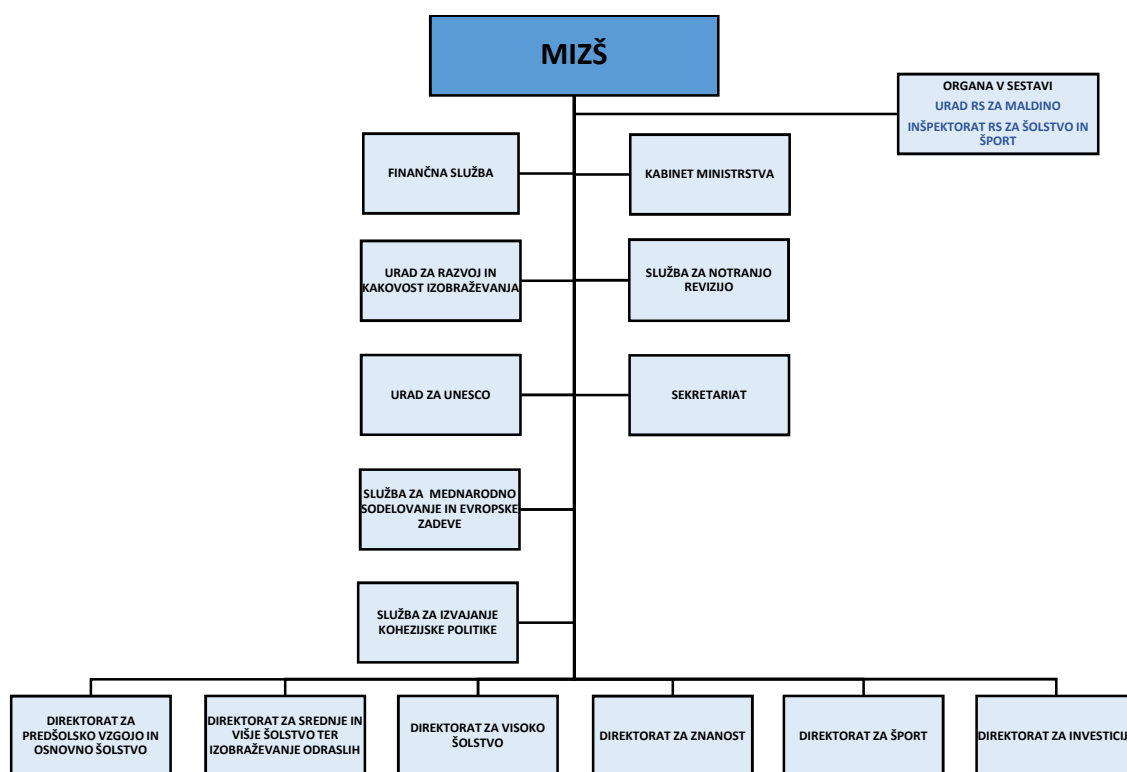 MIZŠ
ORGANA V SESTAVI
URAD RS ZA MALDINO
INŠPEKTORAT RS ZA ŠOLSTVO IN
ŠPORT
FINANČNA SLUŽBA
KABINET MINISTRSTVA
URAD ZA RAZVOJ IN
KAKOVOST IZOBRAŽEVANJA
SLUŽBA ZA NOTRANJO
REVIZIJO
URAD ZA UNESCO
SEKRETARIAT
SLUŽBA ZA MEDNARODNO
SODELOVANJE IN EVROPSKE
ZADEVE
SLUŽBA ZA IZVAJANJE
KOHEZIJSKE POLITIKE
DIREKTORAT ZA
PREDŠOLSKO VZGOJO IN
OSNOVNO ŠOLSTVO
DIREKTORAT ZA SREDNJE IN
VIŠJE ŠOLSTVO TER
IZOBRAŽEVANJE ODRASLIH
DIREKTORAT ZA VISOKO
ŠOLSTVO
DIREKTORAT ZA ZNANOST
DIREKTORAT ZA ŠPORT
DIREKTORAT ZA INVESTICIJ